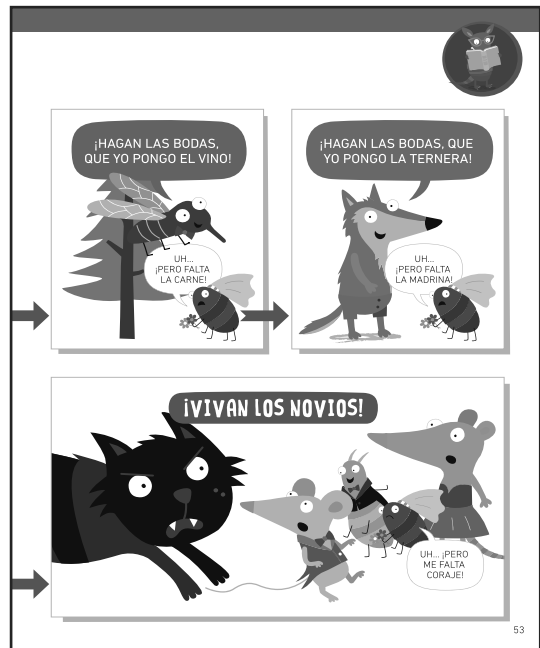 ¡HAGAN LAS BODAS,
QUE YO PONGO EL VINO!
UH...
¡PERO FALTA
LA CARNE!
¡HAGAN LAS BODAS, QUE
YO PONGO LA TERNERA!
UH...
¡PERO FALTA
LA MADRINA!
¡VIVAN LOS NOVIOS!
UH... ¡PERO
ME FALTA
CORAJE!
53